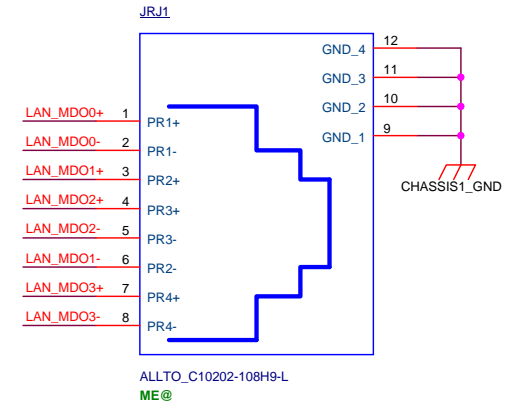 JRJ1
LAN_MDO0+ 1 PR1+
LAN_MDO0- 2 PR1-
LAN_MDO1+ 3 PR2+
LAN_MDO2+ 4 PR3+
LAN_MDO2- 5 PR3-
LAN_MDO1- 6 PR2-
LAN_MDO3+ 7 PR4+
LAN_MDO3- 8 PR4-
GND_4 12
GND_3 11
GND_2 10
GND_1 9
CHASSIS1_GND
ALLTO_C10202-108H9-L
ME@